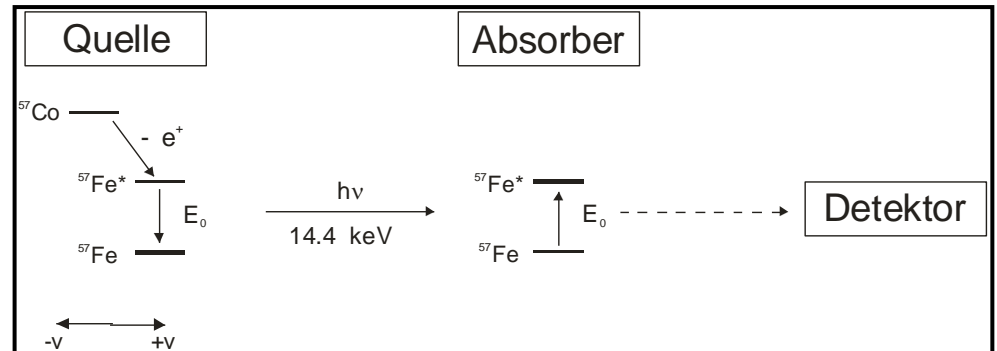 Quelle
Absorber
⁵⁷Co
- e⁺
⁵⁷Fe*
E₀
⁵⁷Fe
-v +v
hν
14.4 keV
⁵⁷Fe*
E₀
⁵⁷Fe
Detektor